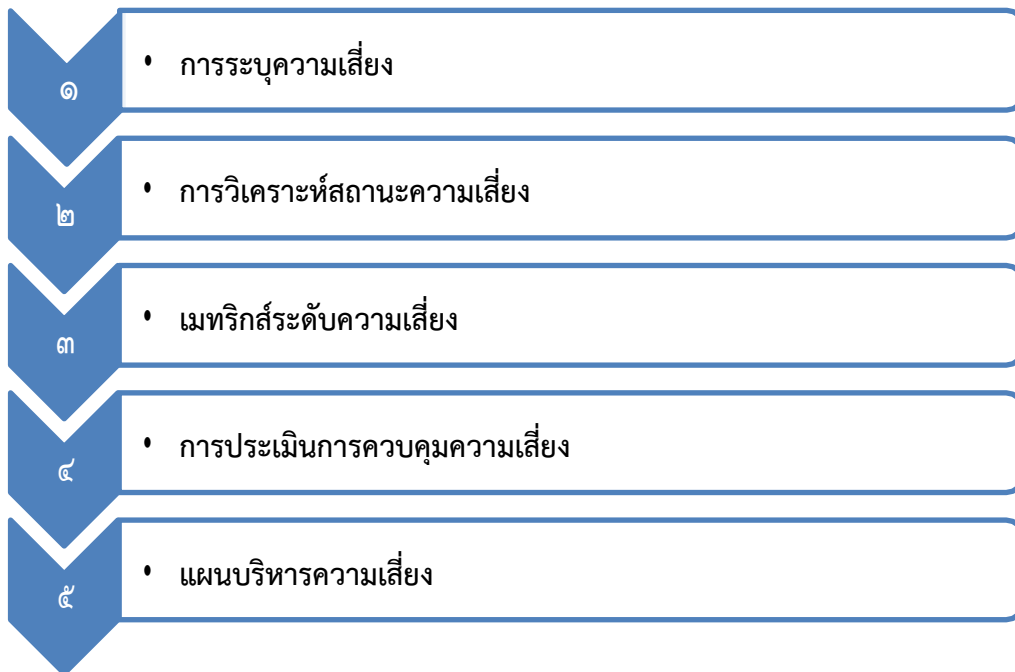 ๑
• การระบุความเสี่ยง
๒
• การวิเคราะห์สถานะความเสี่ยง
๓
• เมทริกส์ระดับความเสี่ยง
๔
• การประเมินการควบคุมความเสี่ยง
๕
• แผนบริหารความเสี่ยง